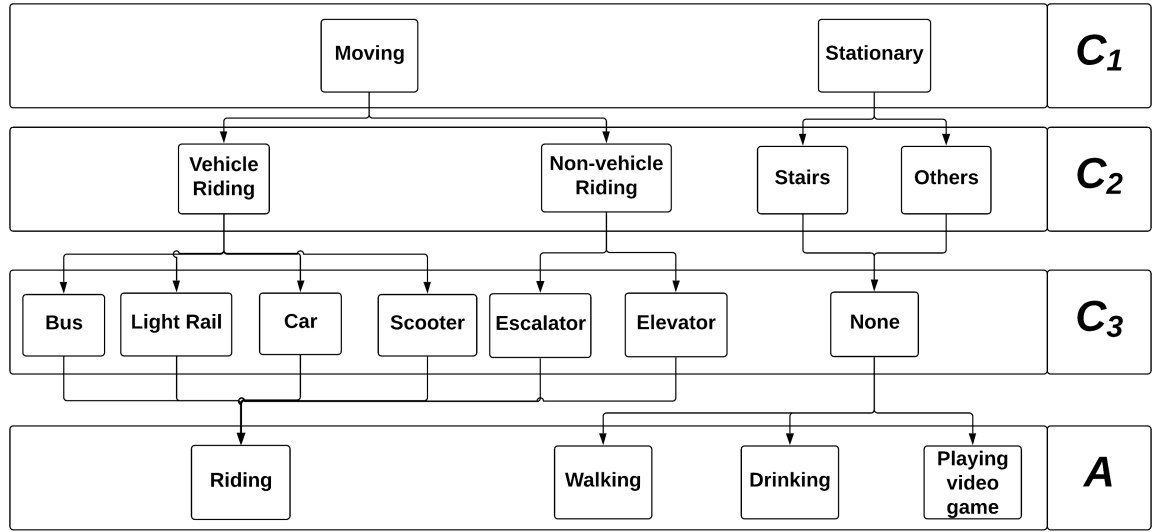 Moving
Stationary
C1
Vehicle
Riding
Non-vehicle
Riding
Stairs
Others
C2
Bus
Light Rail
Car
Scooter
Escalator
Elevator
None
C3
Riding
Walking
Drinking
Playing
video
game
A